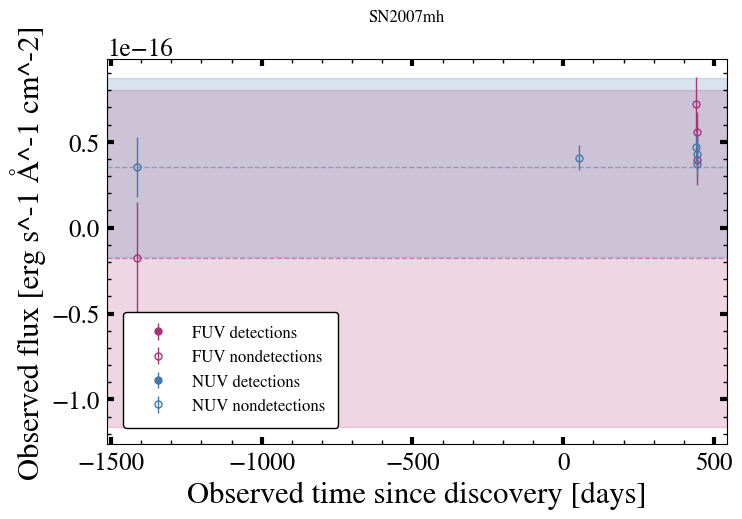 SN2007mh
1e−16
Observed flux [erg s^-1 Å^-1 cm^-2]
0.5
0.0
−0.5
−1.0
FUV detections
FUV nondetections
NUV detections
NUV nondetections
−1500 −1000 −500 0 500
Observed time since discovery [days]